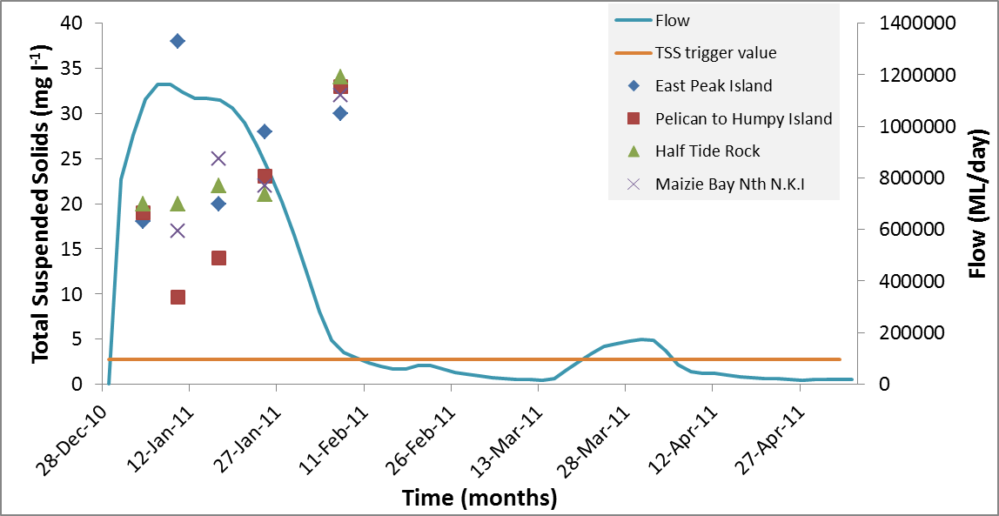 Total Suspended Solids (mg l-1)
40
35
30
25
20
15
10
5
0
Flow
TSS trigger value
East Peak Island
Pelican to Humpy Island
Half Tide Rock
Maizie Bay Nth N.K.I
1400000
1200000
1000000
800000
600000
400000
200000
0
Flow (ML/day)
28-Dec-10
12-Jan-11
27-Jan-11
11-Feb-11
26-Feb-11
13-Mar-11
28-Mar-11
12-Apr-11
27-Apr-11
Time (months)